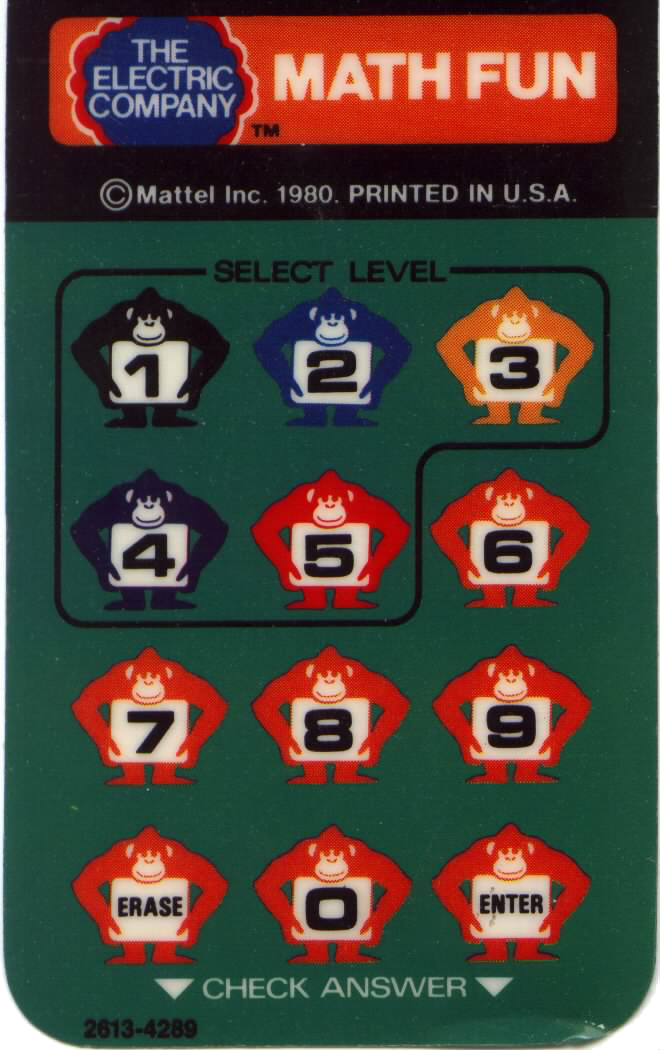 THE
ELECTRIC
COMPANY
TM
MATH FUN
©Mattel Inc. 1980. PRINTED IN U.S.A.
SELECT LEVEL
1 2 3
4 5 6
7 8 9
ERASE 0 ENTER
▼ CHECK ANSWER ▼
2613-4289